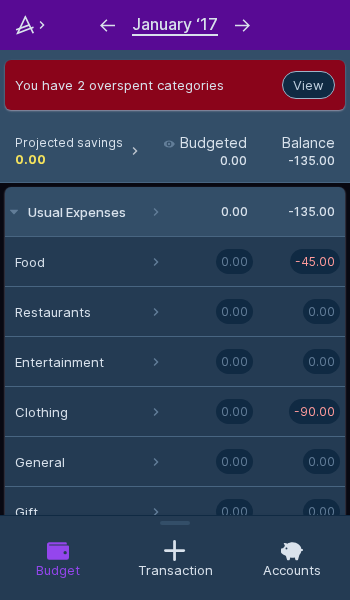 January ‘17
You have 2 overspent categories View
Projected savings Budgeted Balance
0.00 0.00 -135.00
Usual Expenses 0.00 -135.00
Food 0.00 -45.00
Restaurants 0.00 0.00
Entertainment 0.00 0.00
Clothing 0.00 -90.00
General 0.00 0.00
Gift 0.00 0.00
Budget Transaction Accounts